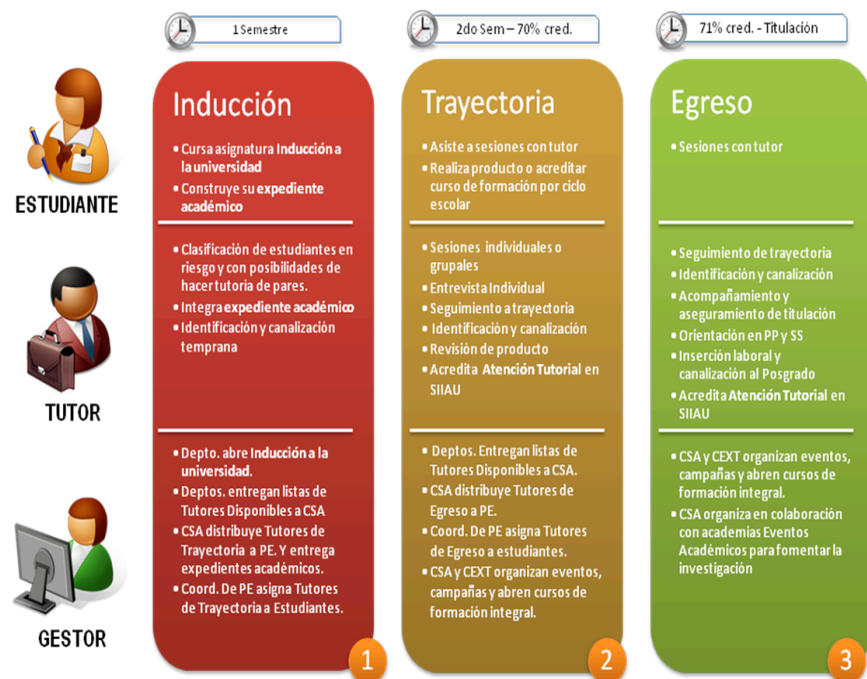 1 Semestre
2do Sem – 70% cred.
71% cred. - Titulación
Inducción
Trayectoria
Egreso
ESTUDIANTE
▪ Cursa asignatura Inducción a
la universidad
▪ Construye su expediente
académico
▪ Asiste a sesiones con tutor
▪ Realiza producto o acreditar
curso de formación por ciclo
escolar
▪ Sesiones con tutor
TUTOR
▪ Clasificación de estudiantes en
riesgo y con posibilidades de
hacer tutoría de pares.
▪ Integra expediente académico
▪ Identificación y canalización
temprana
▪ Sesiones individuales o
grupales
▪ Entrevista Individual
▪ Seguimiento a trayectoria
▪ Identificación y canalización
▪ Revisión de producto
▪ Acredita Atención Tutorial en
SIIAU
▪ Seguimiento de trayectoria
▪ Identificación y canalización
▪ Acompañamiento y
aseguramiento de titulación
▪ Orientación en PP y SS
▪ Inserción laboral y
canalización al Posgrado
▪ Acredita Atención Tutorial en
SIIAU
GESTOR
▪ Depto. abre Inducción a la
universidad.
▪ Deptos. entregan listas de
Tutores Disponibles a CSA
▪ CSA distribuye Tutores de
Trayectoria a PE. Y entrega
expedientes académicos.
▪ Coord. De PE asigna Tutores
de Trayectoria a Estudiantes.
▪ Deptos. Entregan listas de
Tutores Disponibles a CSA.
▪ CSA distribuye Tutores de
Egreso a PE.
▪ Coord. De PE asigna Tutores
de Egreso a estudiantes.
▪ CSA y CEXT organizan eventos,
campañas y abren cursos de
formación integral.
▪ CSA y CEXT organizan eventos,
campañas y abren cursos de
formación integral.
▪ CSA organiza en colaboración
con academias Eventos
Académicos para fomentar la
investigación
1
2
3